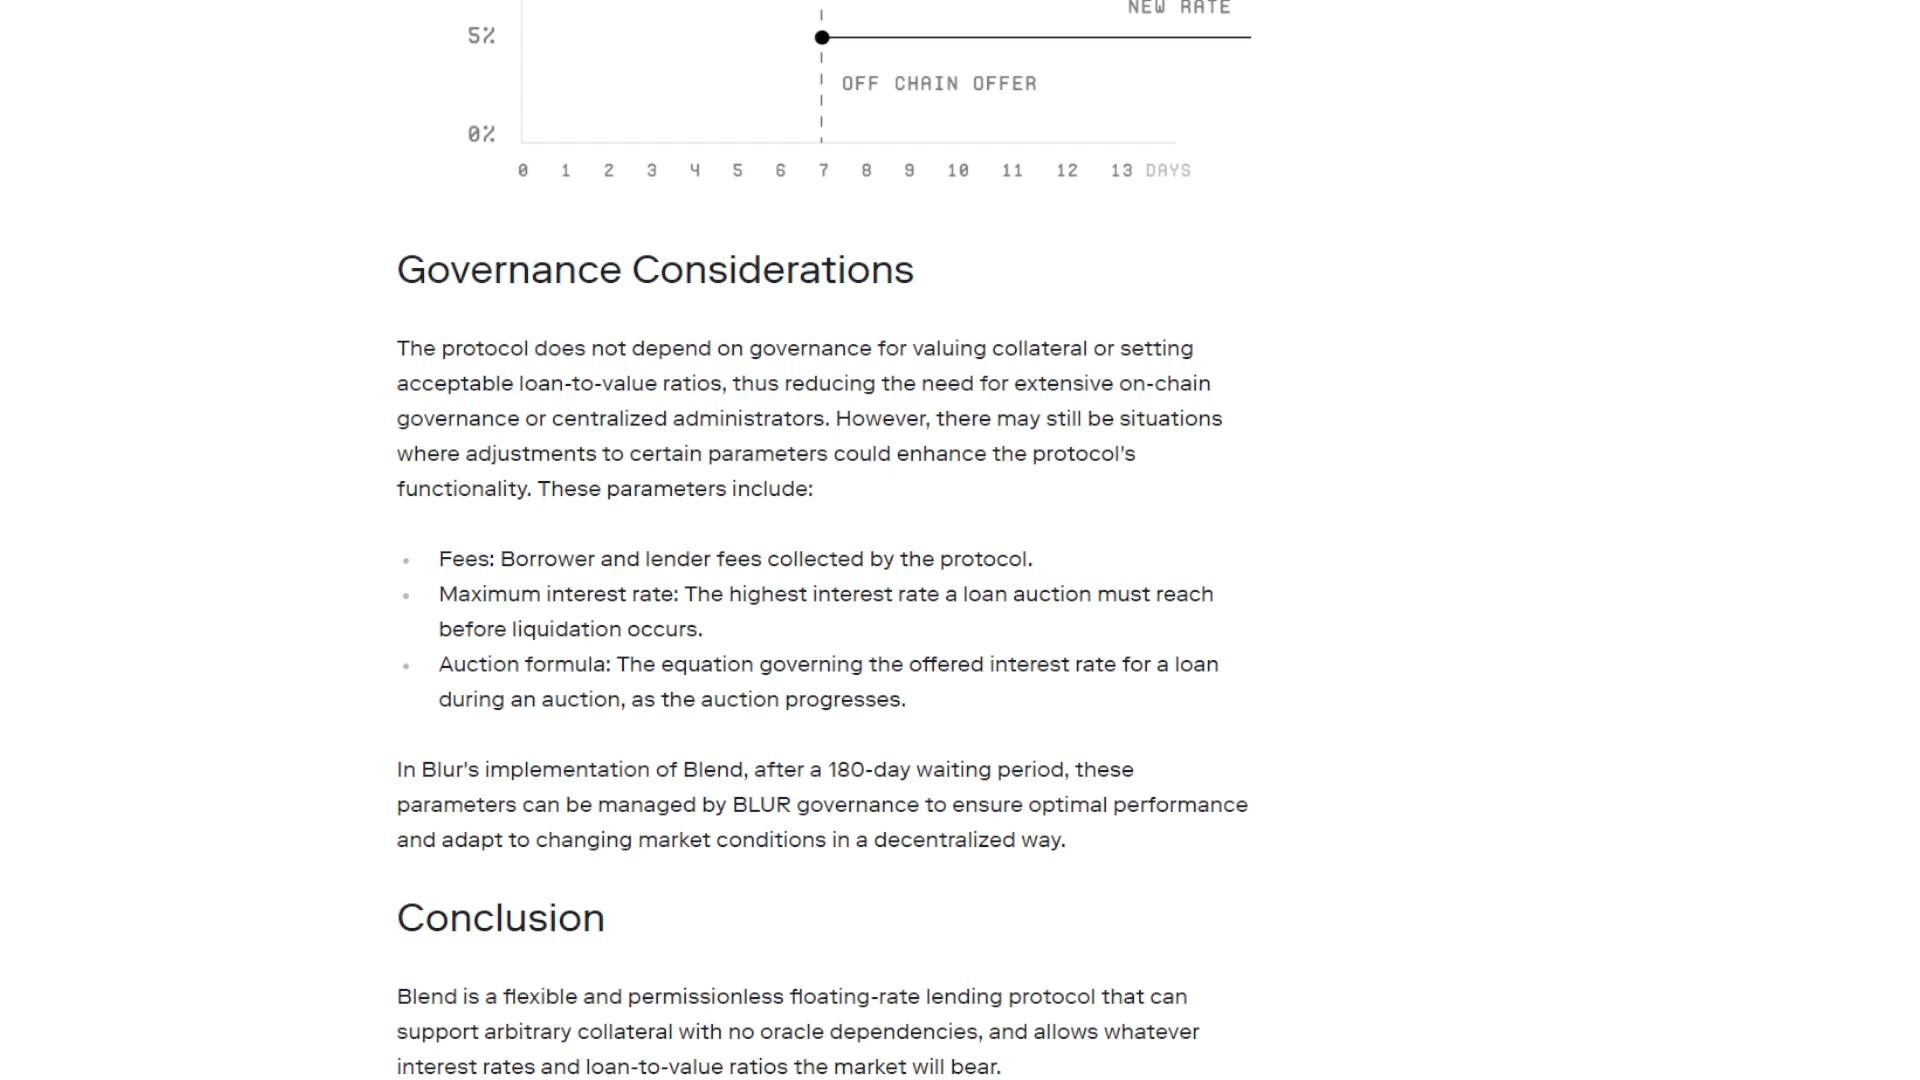 NEW RATE
5%
OFF CHAIN OFFER
0%
0 1 2 3 4 5 6 7 8 9 10 11 12 13 DAYS
Governance Considerations
The protocol does not depend on governance for valuing collateral or setting
acceptable loan-to-value ratios, thus reducing the need for extensive on-chain
governance or centralized administrators. However, there may still be situations
where adjustments to certain parameters could enhance the protocol's
functionality. These parameters include:
• Fees: Borrower and lender fees collected by the protocol.
• Maximum interest rate: The highest interest rate a loan auction must reach
before liquidation occurs.
• Auction formula: The equation governing the offered interest rate for a loan
during an auction, as the auction progresses.
In Blur's implementation of Blend, after a 180-day waiting period, these
parameters can be managed by BLUR governance to ensure optimal performance
and adapt to changing market conditions in a decentralized way.
Conclusion
Blend is a flexible and permissionless floating-rate lending protocol that can
support arbitrary collateral with no oracle dependencies, and allows whatever
interest rates and loan-to-value ratios the market will bear.